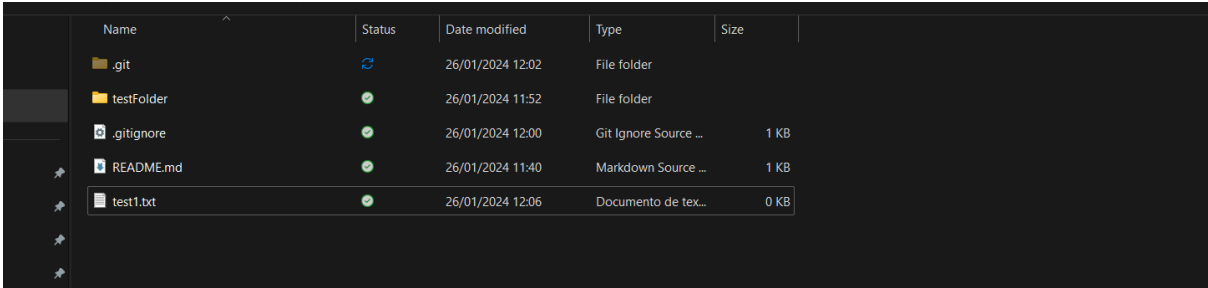 Name Status Date modified Type Size
.git 26/01/2024 12:02 File folder
testFolder 26/01/2024 11:52 File folder
.gitignore 26/01/2024 12:00 Git Ignore Source ... 1 KB
README.md 26/01/2024 11:40 Markdown Source ... 1 KB
test1.txt 26/01/2024 12:06 Documento de tex... 0 KB